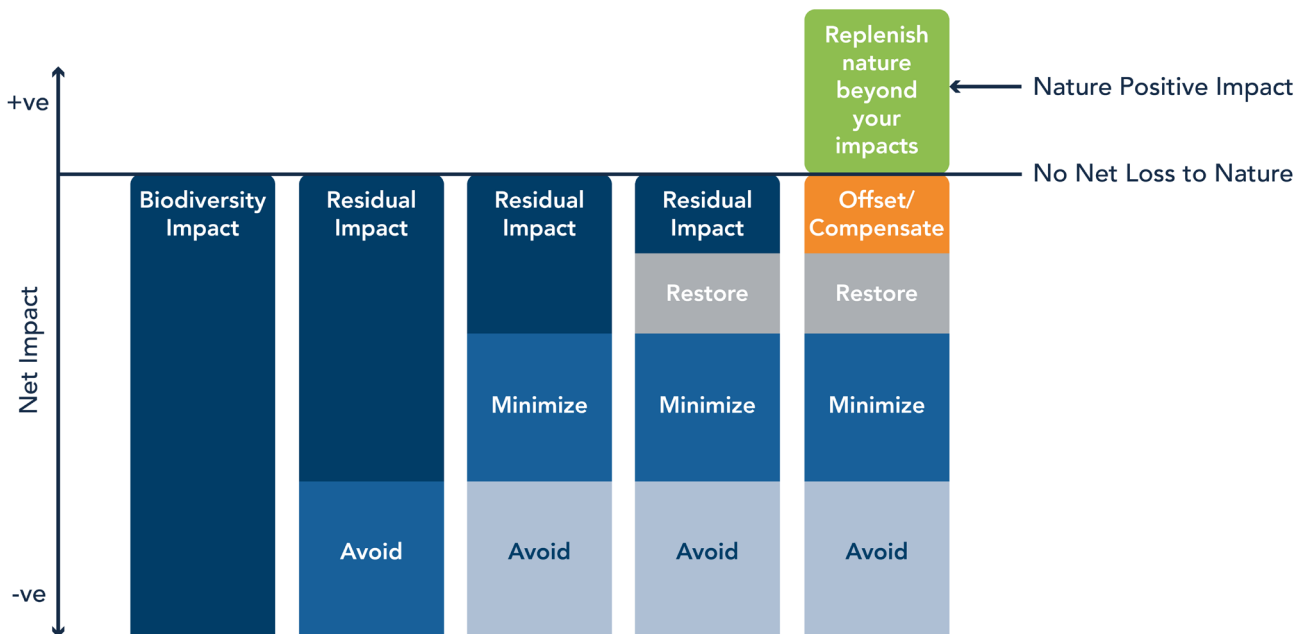 Replenish
nature
beyond
your
impacts
+ve
Nature Positive Impact
No Net Loss to Nature
Biodiversity
Impact
Residual
Impact
Residual
Impact
Residual
Impact
Offset/
Compensate
Restore
Restore
Net Impact
Minimize
Minimize
Minimize
Avoid
Avoid
Avoid
Avoid
-ve